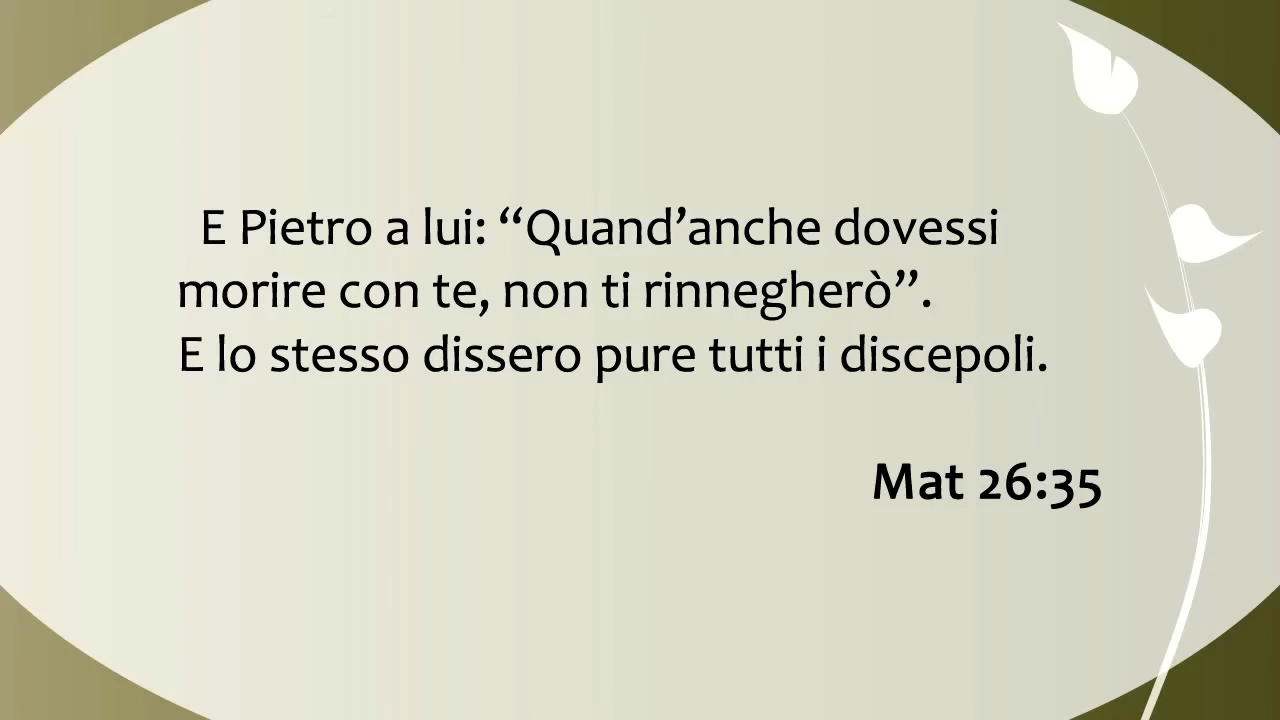 E Pietro a lui: “Quand’anche dovessi
morire con te, non ti rinnegherò”.
E lo stesso dissero pure tutti i discepoli.
Mat 26:35